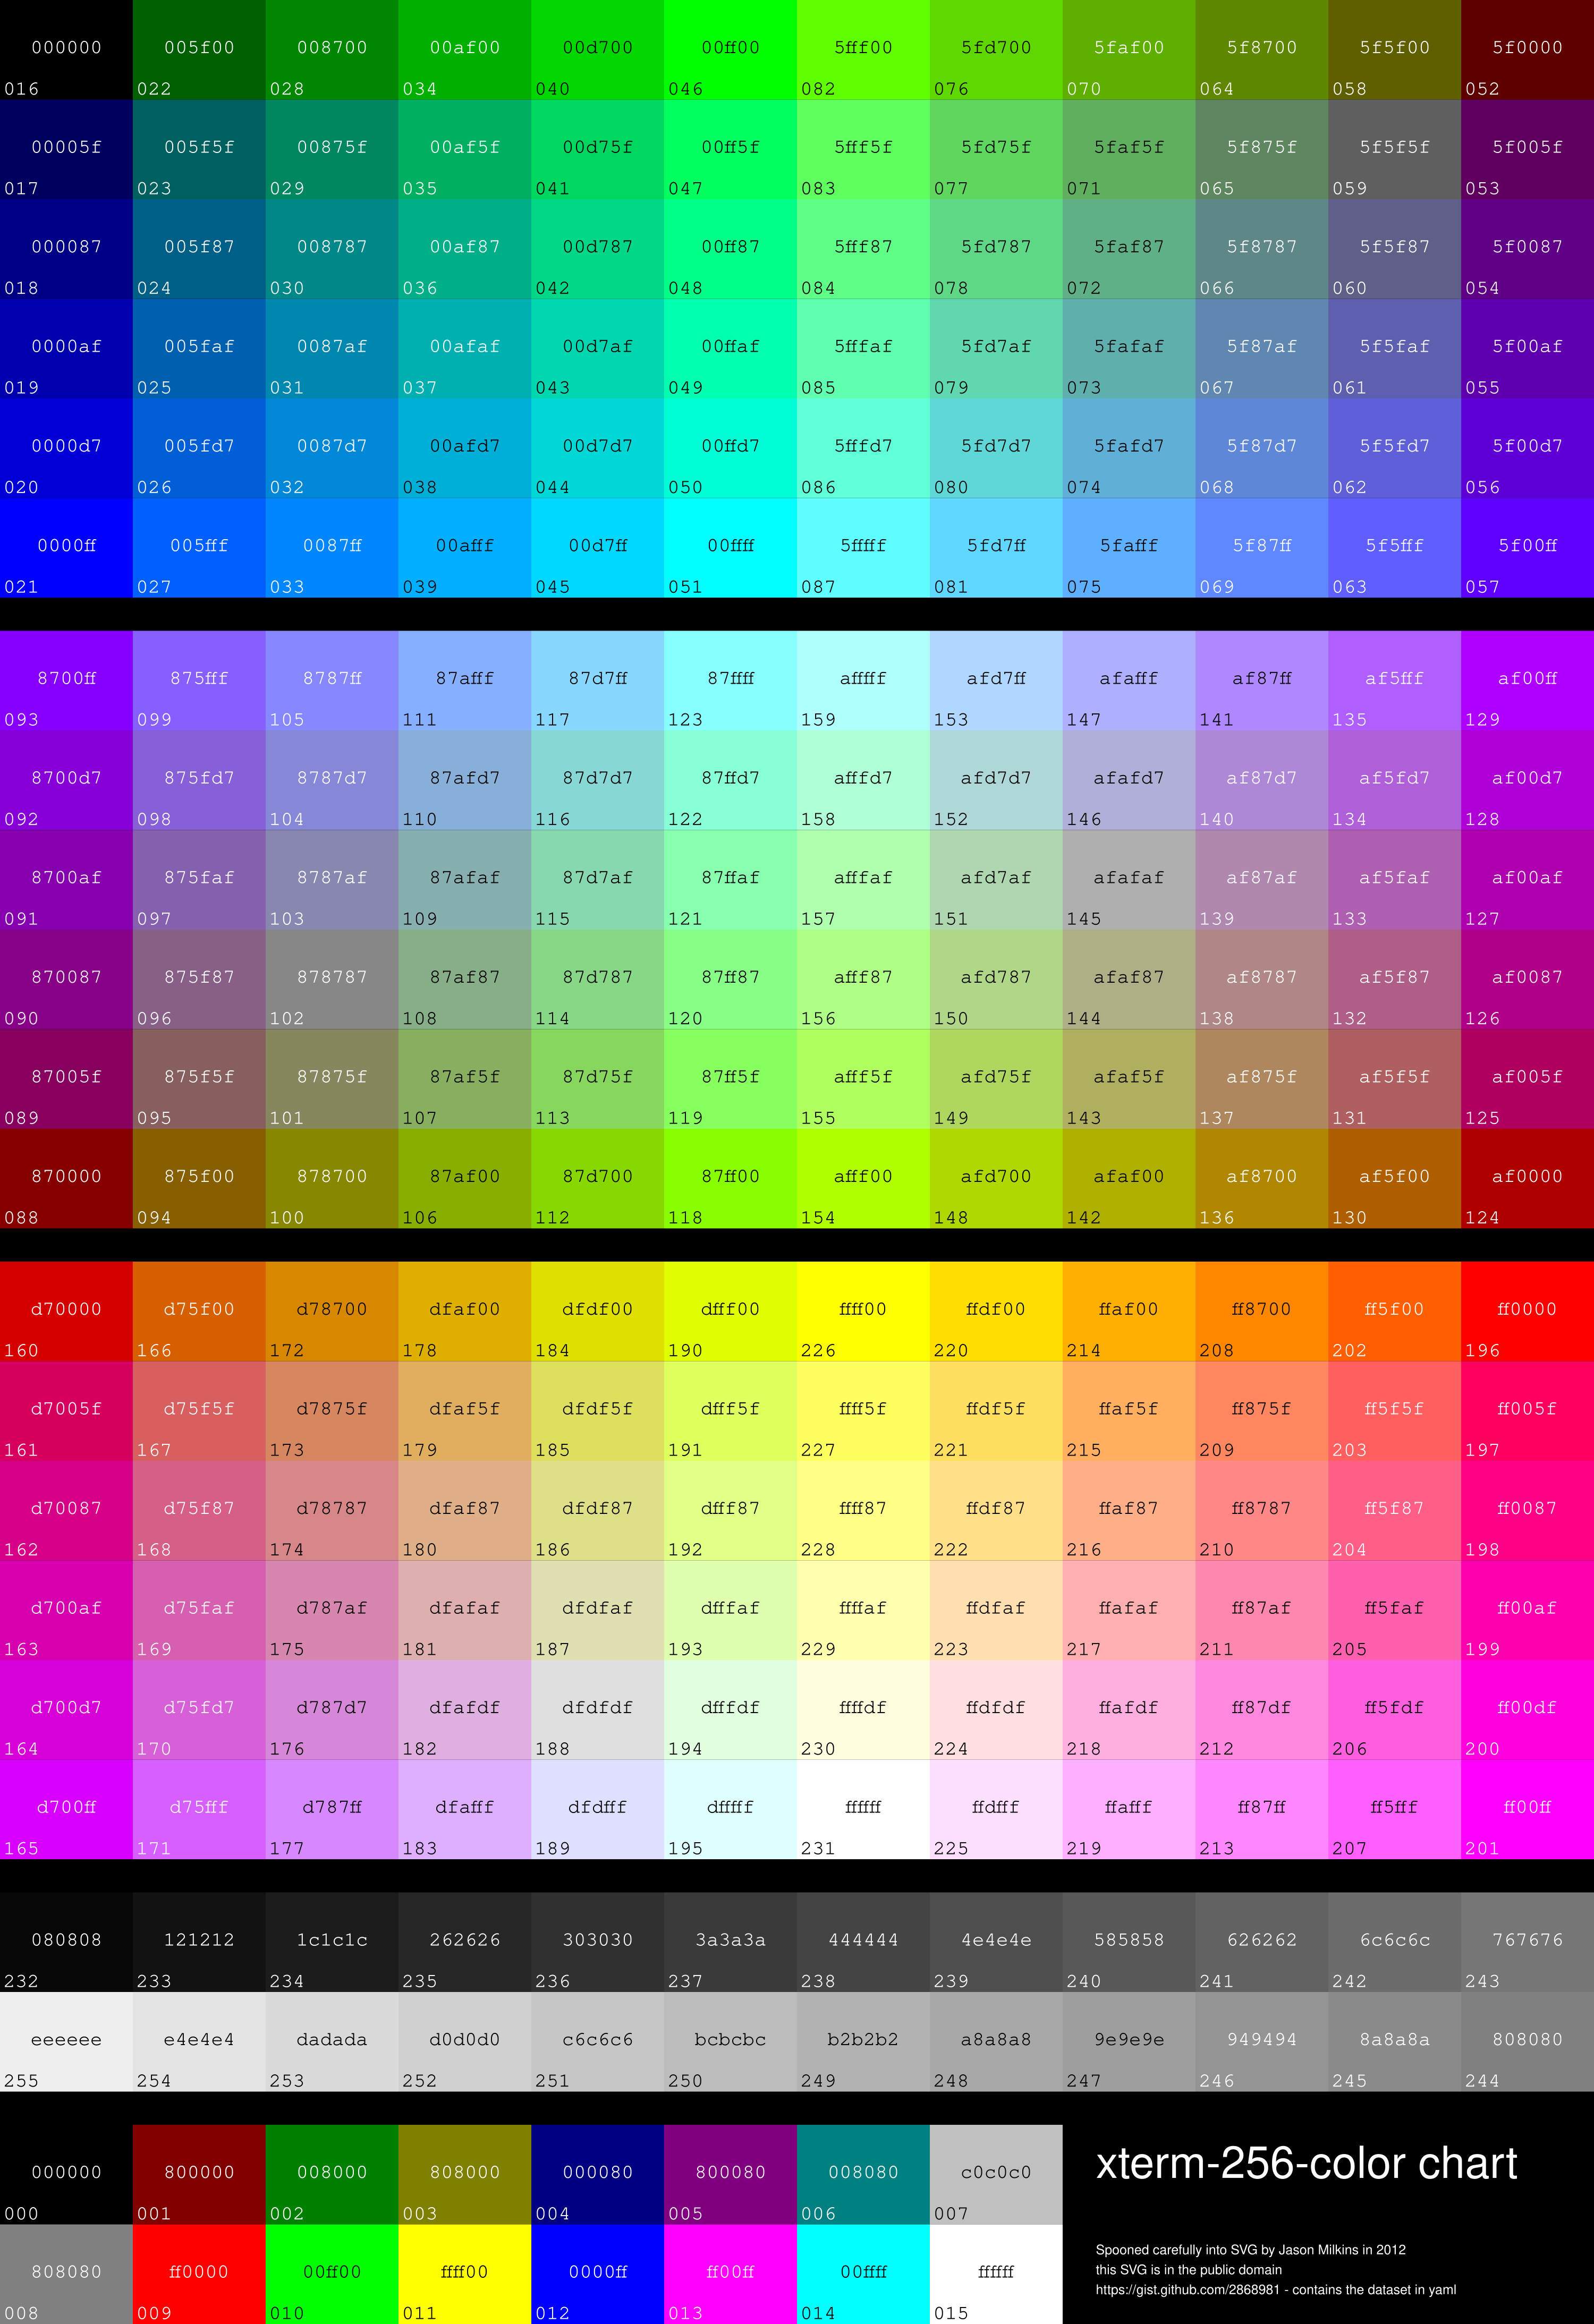 000000 005f00 008700 00af00 00d700 00ff00 5fff00 5fd700 5faf00 5f8700 5f5f00 5f0000
016 022 028 034 040 046 082 076 070 064 058 052
00005f 005f5f 00875f 00af5f 00d75f 00ff5f 5fff5f 5fd75f 5faf5f 5f875f 5f5f5f 5f005f
017 023 029 035 041 047 083 077 071 065 059 053
000087 005f87 008787 00af87 00d787 00ff87 5fff87 5fd787 5faf87 5f8787 5f5f87 5f0087
018 024 030 036 042 048 084 078 072 066 060 054
0000af 005faf 0087af 00afaf 00d7af 00ffaf 5fffaf 5fd7af 5fafaf 5f87af 5f5faf 5f00af
019 025 031 037 043 049 085 079 073 067 061 055
0000d7 005fd7 0087d7 00afd7 00d7d7 00ffd7 5fffd7 5fd7d7 5fafd7 5f87d7 5f5fd7 5f00d7
020 026 032 038 044 050 086 080 074 068 062 056
0000ff 005fff 0087ff 00afff 00d7ff 00ffff 5fffff 5fd7ff 5fafff 5f87ff 5f5fff 5f00ff
021 027 033 039 045 051 087 081 075 069 063 057
8700ff 875fff 8787ff 87afff 87d7ff 87ffff afffff afd7ff afafff af87ff af5fff af00ff
093 099 105 111 117 123 159 153 147 141 135 129
8700d7 875fd7 8787d7 87afd7 87d7d7 87ffd7 afffd7 afd7d7 afafd7 af87d7 af5fd7 af00d7
092 098 104 110 116 122 158 152 146 140 134 128
8700af 875faf 8787af 87afaf 87d7af 87ffaf afffaf afd7af afafaf af87af af5faf af00af
091 097 103 109 115 121 157 151 145 139 133 127
870087 875f87 878787 87af87 87d787 87ff87 afff87 afd787 afaf87 af8787 af5f87 af0087
090 096 102 108 114 120 156 150 144 138 132 126
87005f 875f5f 87875f 87af5f 87d75f 87ff5f afff5f afd75f afaf5f af875f af5f5f af005f
089 095 101 107 113 119 155 149 143 137 131 125
870000 875f00 878700 87af00 87d700 87ff00 afff00 afd700 afaf00 af8700 af5f00 af0000
088 094 100 106 112 118 154 148 142 136 130 124
d70000 d75f00 d78700 dfaf00 dfdf00 dfff00 ffff00 ffdf00 ffaf00 ff8700 ff5f00 ff0000
160 166 172 178 184 190 226 220 214 208 202 196
d7005f d75f5f d7875f dfaf5f dfdf5f dfff5f ffff5f ffdf5f ffaf5f ff875f ff5f5f ff005f
161 167 173 179 185 191 227 221 215 209 203 197
d70087 d75f87 d78787 dfaf87 dfdf87 dfff87 ffff87 ffdf87 ffaf87 ff8787 ff5f87 ff0087
162 168 174 180 186 192 228 222 216 210 204 198
d700af d75faf d787af dfafaf dfdfaf dfffaf ffffaf ffdfaf ffafaf ff87af ff5faf ff00af
163 169 175 181 187 193 229 223 217 211 205 199
d700d7 d75fd7 d787d7 dfafdf dfdfdf dfffdf ffffdf ffdfdf ffafdf ff87df ff5fdf ff00df
164 170 176 182 188 194 230 224 218 212 206 200
d700ff d75fff d787ff dfafff dfdfff dfffff ffffff ffdfff ffafff ff87ff ff5fff ff00ff
165 171 177 183 189 195 231 225 219 213 207 201
080808 121212 1c1c1c 262626 303030 3a3a3a 444444 4e4e4e 585858 626262 6c6c6c 767676
232 233 234 235 236 237 238 239 240 241 242 243
eeeeee e4e4e4 dadada d0d0d0 c6c6c6 bcbcbc b2b2b2 a8a8a8 9e9e9e 949494 8a8a8a 808080
255 254 253 252 251 250 249 248 247 246 245 244
000000 800000 008000 808000 000080 800080 008080 c0c0c0
000 001 002 003 004 005 006 007
808080 ff0000 00ff00 ffff00 0000ff ff00ff 00ffff ffffff
008 009 010 011 012 013 014 015
xterm-256-color chart
Spooned carefully into SVG by Jason Milkins in 2012
this SVG is in the public domain
https://gist.github.com/2868981 - contains the dataset in yaml